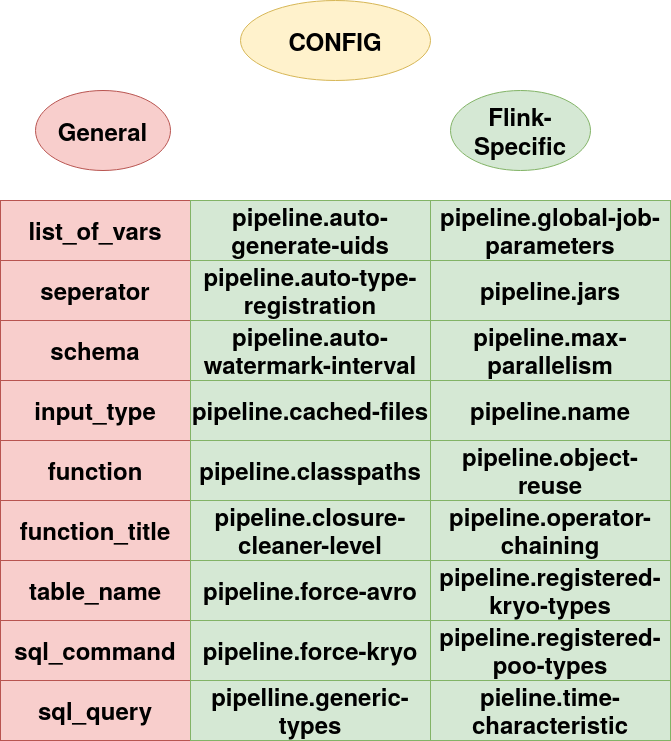 CONFIG
General
Flink-
Specific
list_of_vars
pipeline.auto-
generate-uids
pipeline.global-job-
parameters
seperator
pipeline.auto-type-
registration
pipeline.jars
schema
pipeline.auto-
watermark-interval
pipeline.max-
parallelism
input_type
pipeline.cached-files
pipeline.name
function
pipeline.classpaths
pipeline.object-
reuse
function_title
pipeline.closure-
cleaner-level
pipeline.operator-
chaining
table_name
pipeline.force-avro
pipeline.registered-
kryo-types
sql_command
pipeline.force-kryo
pipeline.registered-
poo-types
sql_query
pipelline.generic-
types
pieline.time-
characteristic